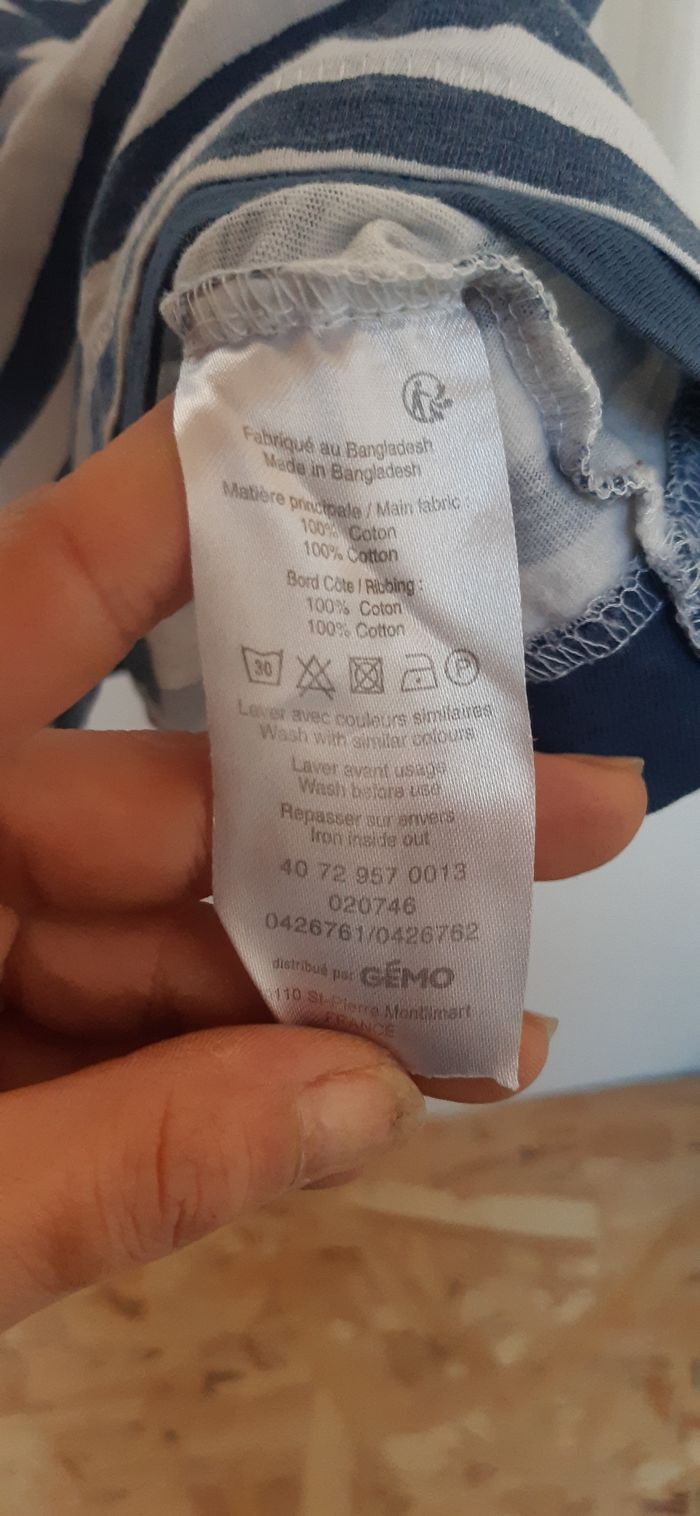 Fabriqué au Bangladesh
Made in Bangladesh
Matière principale / Main fabric :
100% Coton
100% Cotton
Bord Côte / Ribbing :
100% Coton
100% Cotton
30 P
Laver avec couleurs similaires
Wash with similar colours
Laver avant usage
Wash before use
Repasser sur envers
Iron inside out
40 72 957 0013
020746
0426761/0426762
distribué par GÉMO
110 St-Pierre Montlimart
FRANCE